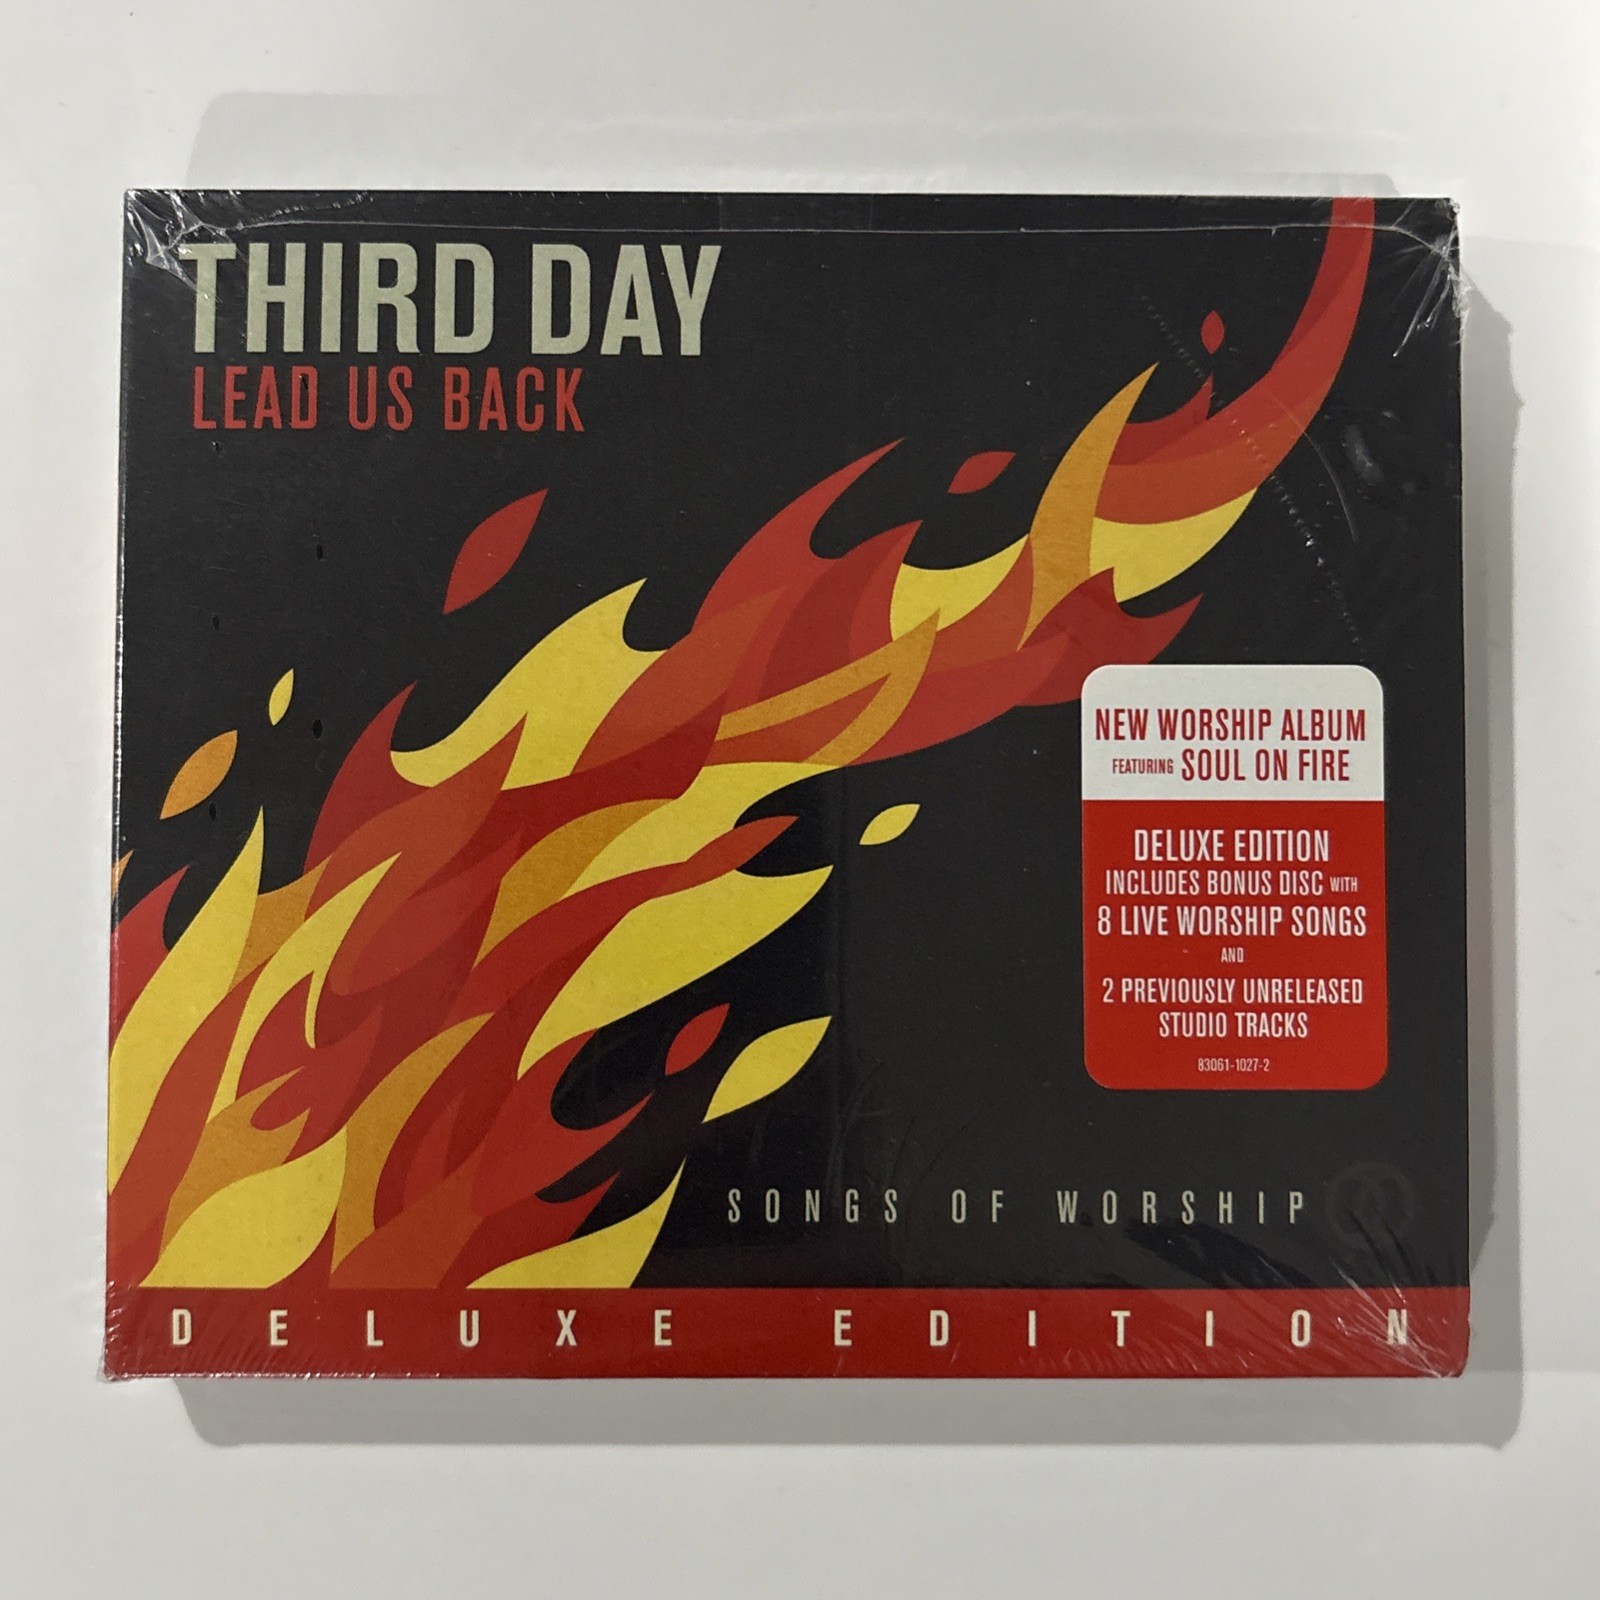 THIRD DAY
LEAD US BACK
NEW WORSHIP ALBUM
FEATURING SOUL ON FIRE
DELUXE EDITION
INCLUDES BONUS DISC WITH
8 LIVE WORSHIP SONGS
AND
2 PREVIOUSLY UNRELEASED
STUDIO TRACKS
83061-1027-2
SONGS OF WORSHIP
DELUXE EDITION